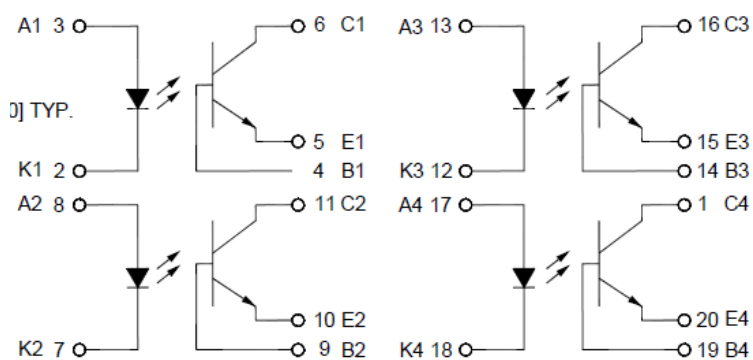 A1 3
6 C1
A3 13
16 C3
0] TYP.
5 E1
15 E3
K1 2
4 B1
K3 12
14 B3
A2 8
11 C2
A4 17
1 C4
10 E2
20 E4
K2 7
9 B2
K4 18
19 B4